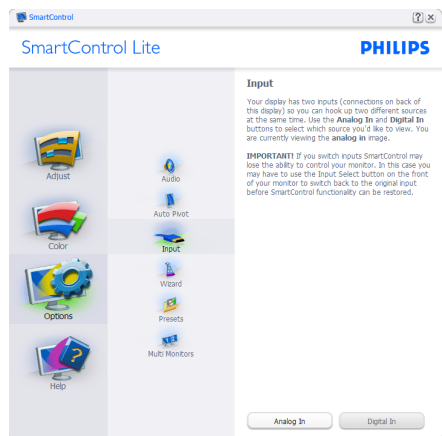 SmartControl
SmartControl Lite
PHILIPS
Adjust
Color
Options
Help
Audio
Auto Pivot
Input
Wizard
Presets
Multi Monitors
Input
Your display has two inputs (connections on back of
this display) so you can hook up two different sources
at the same time. Use the Analog In and Digital In
buttons to select which source you'd like to view. You
are currently viewing the analog in image.
IMPORTANT! If you switch inputs SmartControl may
lose the ability to control your monitor. In this case you
may have to use the Input Select button on the front
of your monitor to switch back to the original input
before SmartControl functionality can be restored.
Analog In
Digital In